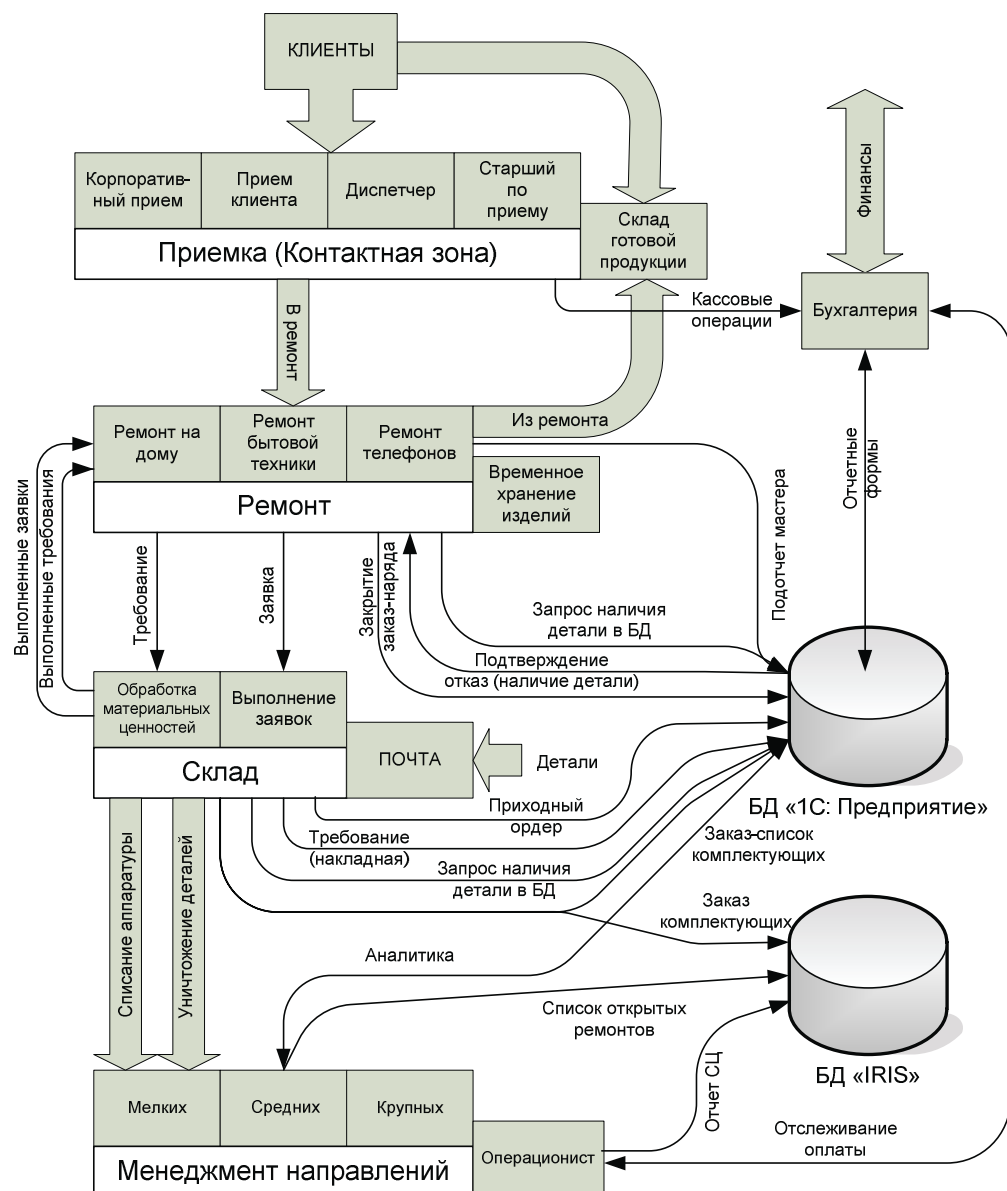 КЛИЕНТЫ
Корпоратив-
ный прием
Прием
клиента
Диспетчер
Старший
по
приему
Приемка (Контактная зона)
Склад
готовой
продукции
Финансы
Кассовые
операции
Бухгалтерия
В ремонт
Из ремонта
Ремонт на
дому
Ремонт
бытовой
техники
Ремонт
телефонов
Ремонт
Временное
хранение
изделий
Отчетные
формы
Подотчет мастера
Выполненные заявки
Выполненные требования
Требование
Заявка
Закрытие
заказ-наряда
Запрос наличия
детали в БД
Подтверждение
отказ (наличие детали)
Обработка
материальных
ценностей
Выполнение
заявок
Склад
ПОЧТА
Детали
БД «1С: Предприятие»
Приходный
ордер
Требование
(накладная)
Запрос наличия
детали в БД
Заказ-список
комплектующих
Заказ
комплектующих
Списание аппаратуры
Уничтожение деталей
Аналитика
Список открытых
ремонтов
БД «IRIS»
Отчет СЦ
Мелких
Средних
Крупных
Менеджмент направлений
Операционист
Отслеживание
оплаты